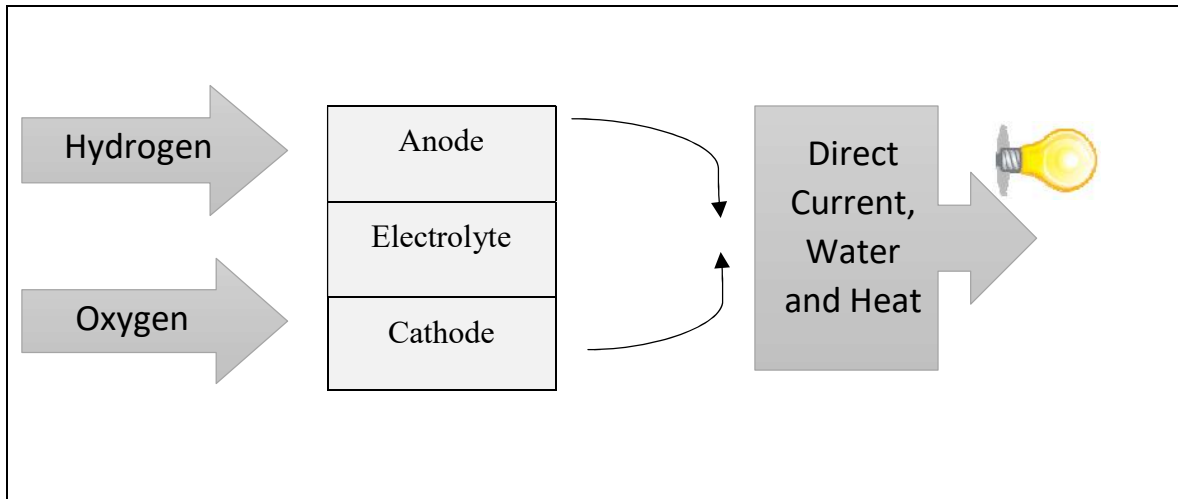 Hydrogen
Oxygen
Anode
Electrolyte
Cathode
Direct
Current,
Water
and Heat